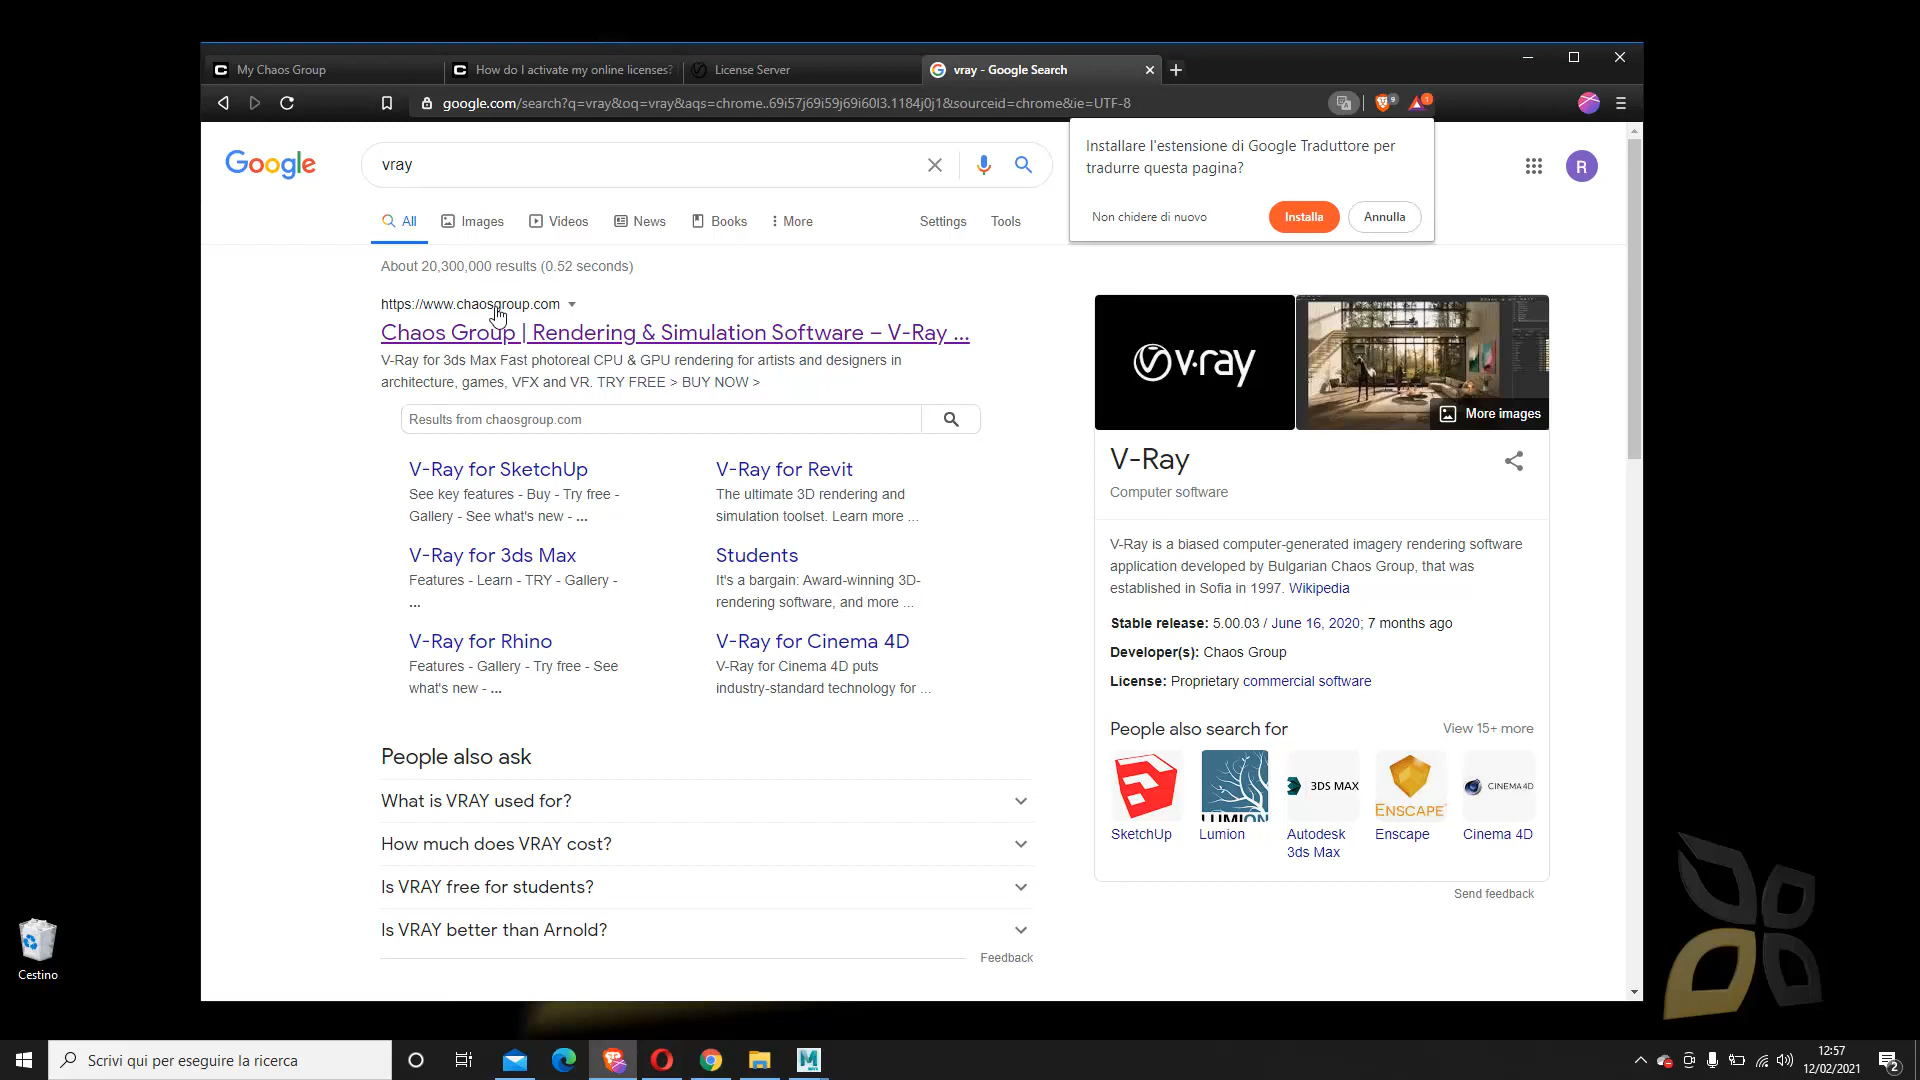 My Chaos Group
How do I activate my online licenses?
License Server
vray - Google Search
google.com/search?q=vray&oq=vray&aqs=chrome..69i57j69i59j69i60l3.1184j0j1&sourceid=chrome&ie=UTF-8
9
1
Installare l'estensione di Google Traduttore per
tradurre questa pagina?
Non chiedere di nuovo
Installa
Annulla
Google
vray
R
All
Images
Videos
News
Books
More
Settings
Tools
About 20,300,000 results (0.52 seconds)
https://www.chaosgroup.com
Chaos Group | Rendering & Simulation Software – V-Ray ...
V-Ray for 3ds Max Fast photoreal CPU & GPU rendering for artists and designers in
architecture, games, VFX and VR. TRY FREE > BUY NOW >
Results from chaosgroup.com
V-Ray for SketchUp
See key features - Buy - Try free -
Gallery - See what's new - ...
V-Ray for Revit
The ultimate 3D rendering and
simulation toolset. Learn more ...
V-Ray for 3ds Max
Features - Learn - TRY - Gallery -
...
Students
It's a bargain: Award-winning 3D-
rendering software, and more ...
V-Ray for Rhino
Features - Gallery - Try free - See
what's new - ...
V-Ray for Cinema 4D
V-Ray for Cinema 4D puts
industry-standard technology for ...
People also ask
What is VRAY used for?
How much does VRAY cost?
Is VRAY free for students?
Is VRAY better than Arnold?
Feedback
v·ray
More images
V-Ray
Computer software
V-Ray is a biased computer-generated imagery rendering software
application developed by Bulgarian Chaos Group, that was
established in Sofia in 1997. Wikipedia
Stable release: 5.00.03 / June 16, 2020; 7 months ago
Developer(s): Chaos Group
License: Proprietary commercial software
People also search for
View 15+ more
LUMION
3DS MAX
ENSCAPE
CINEMA 4D
SketchUp
Lumion
Autodesk
3ds Max
Enscape
Cinema 4D
Send feedback
Cestino
Scrivi qui per eseguire la ricerca
M
12:57
12/02/2021
2